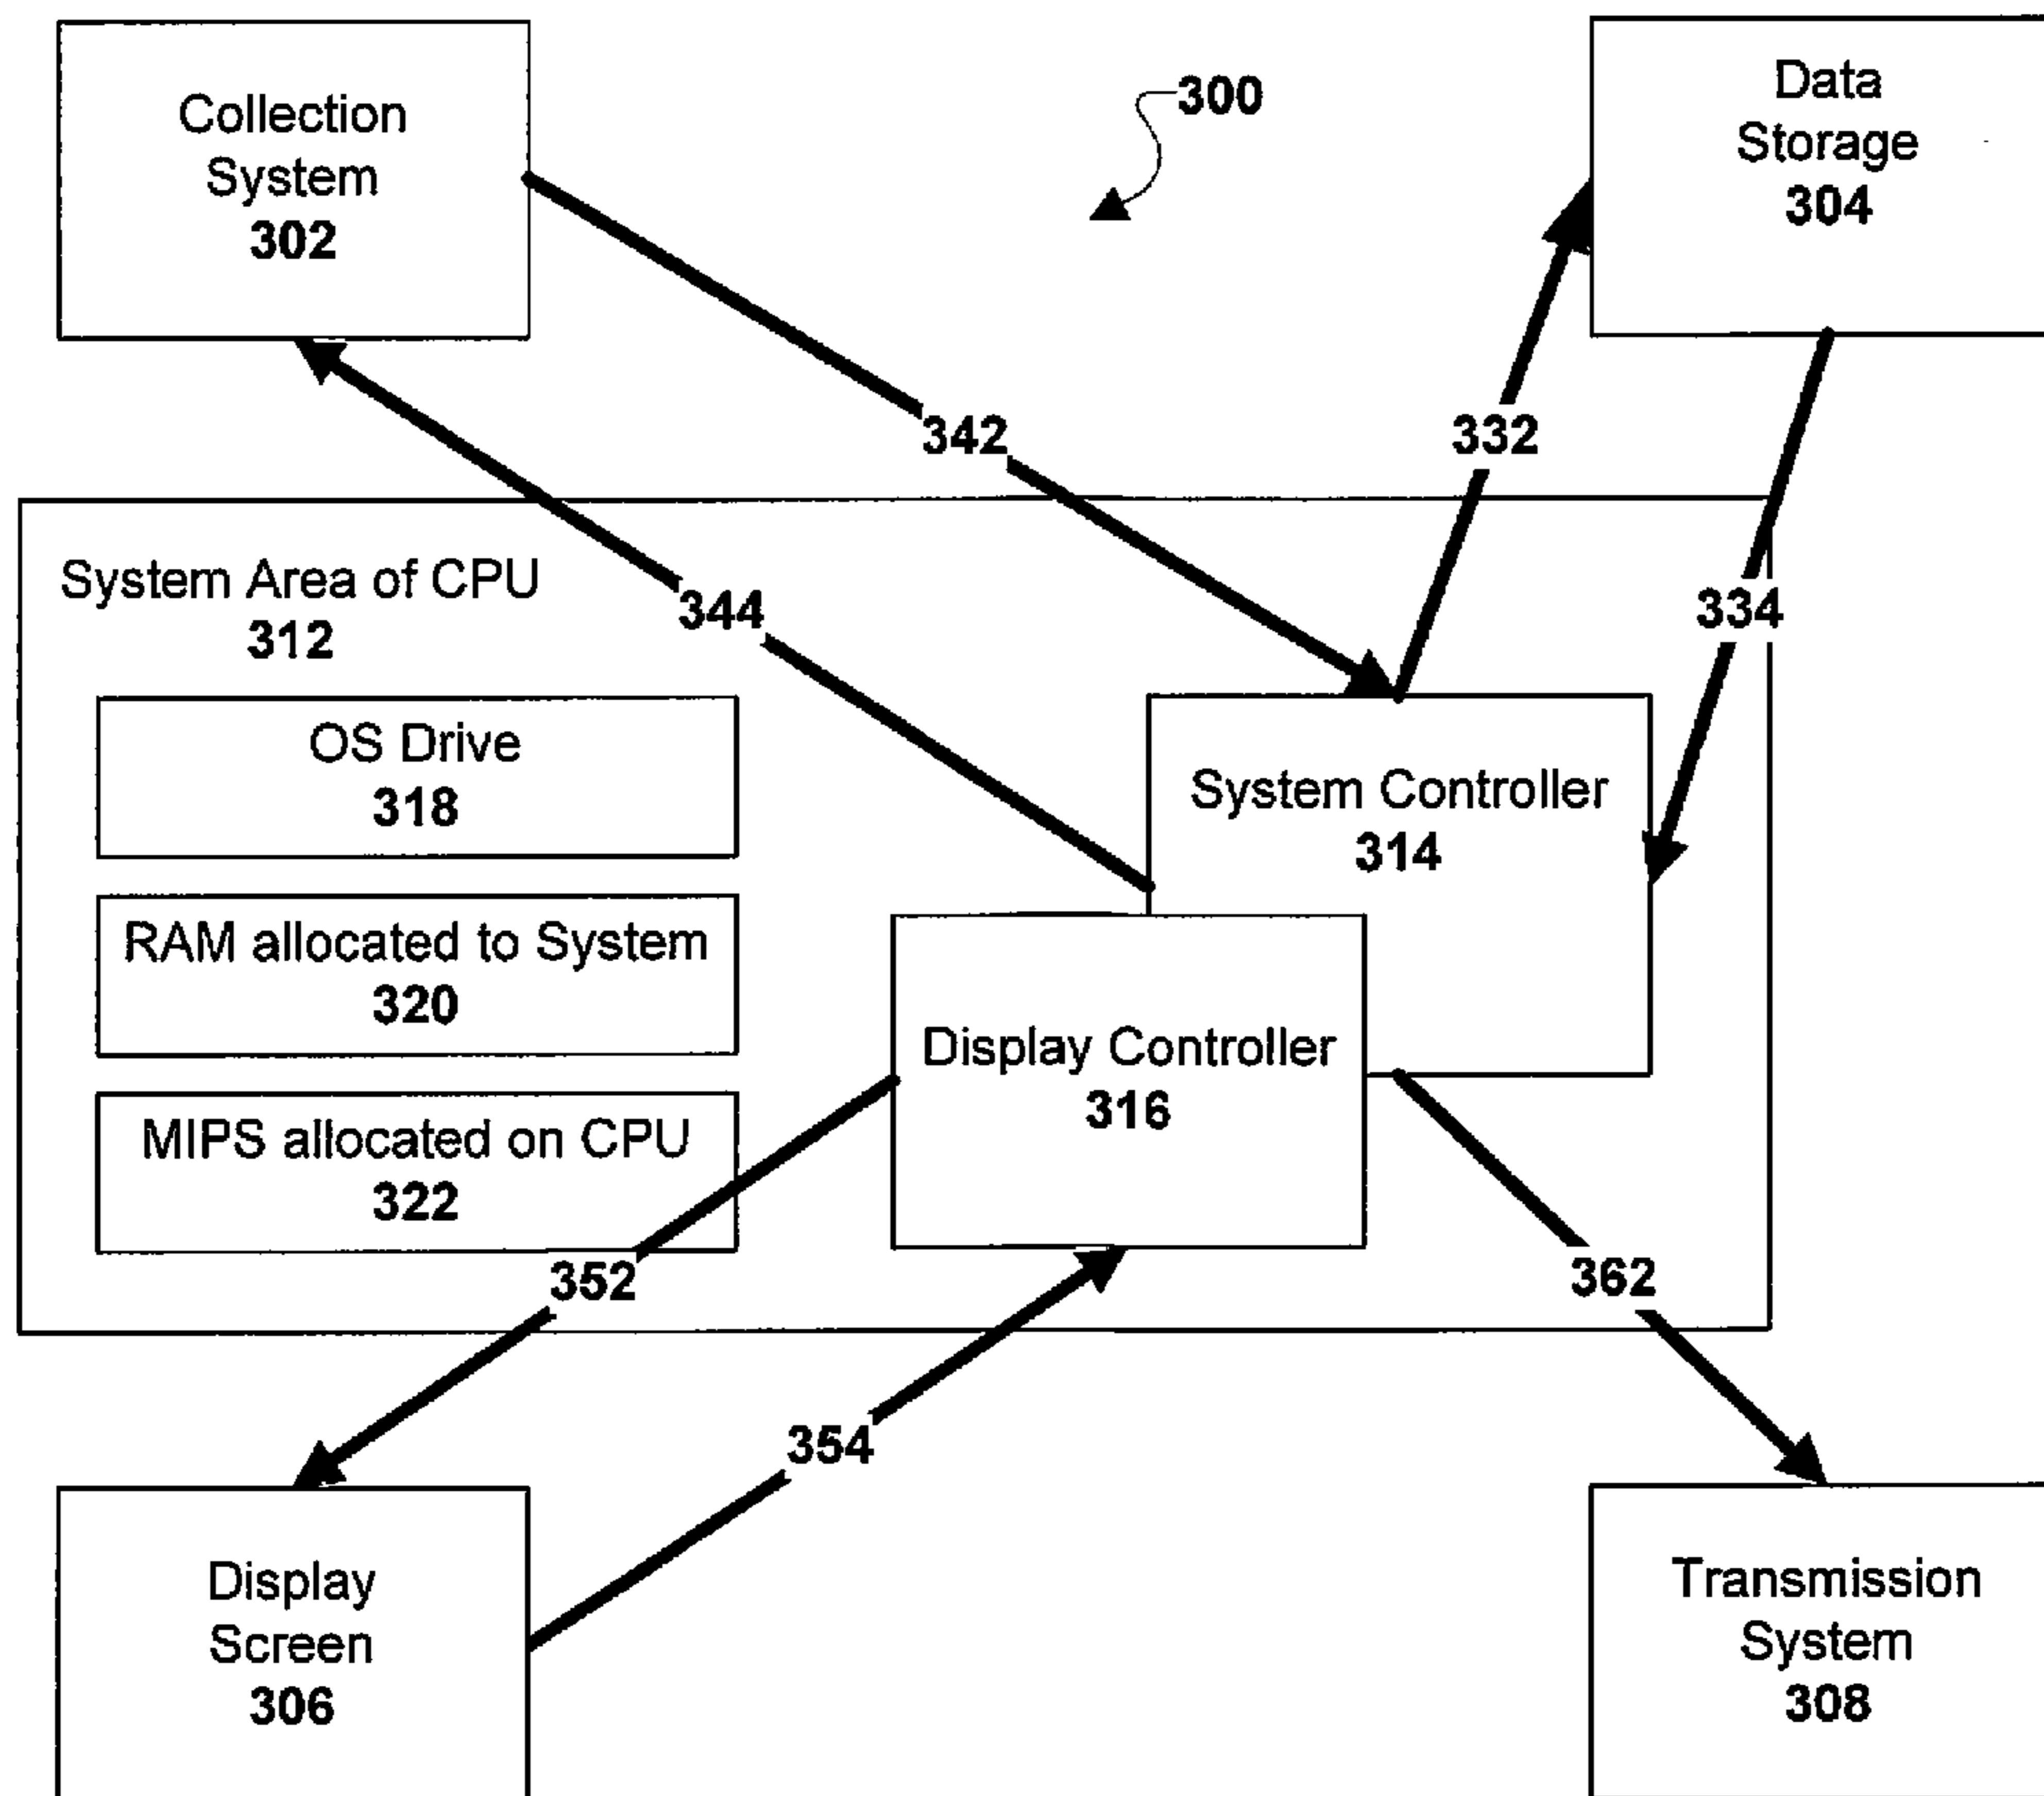 Collection
System
302
300
Data
Storage
304
342
332
System Area of CPU
312
344
334
OS Drive
318
System Controller
314
RAM allocated to System
320
Display Controller
316
MIPS allocated on CPU
322
352
362
354
Display
Screen
306
Transmission
System
308